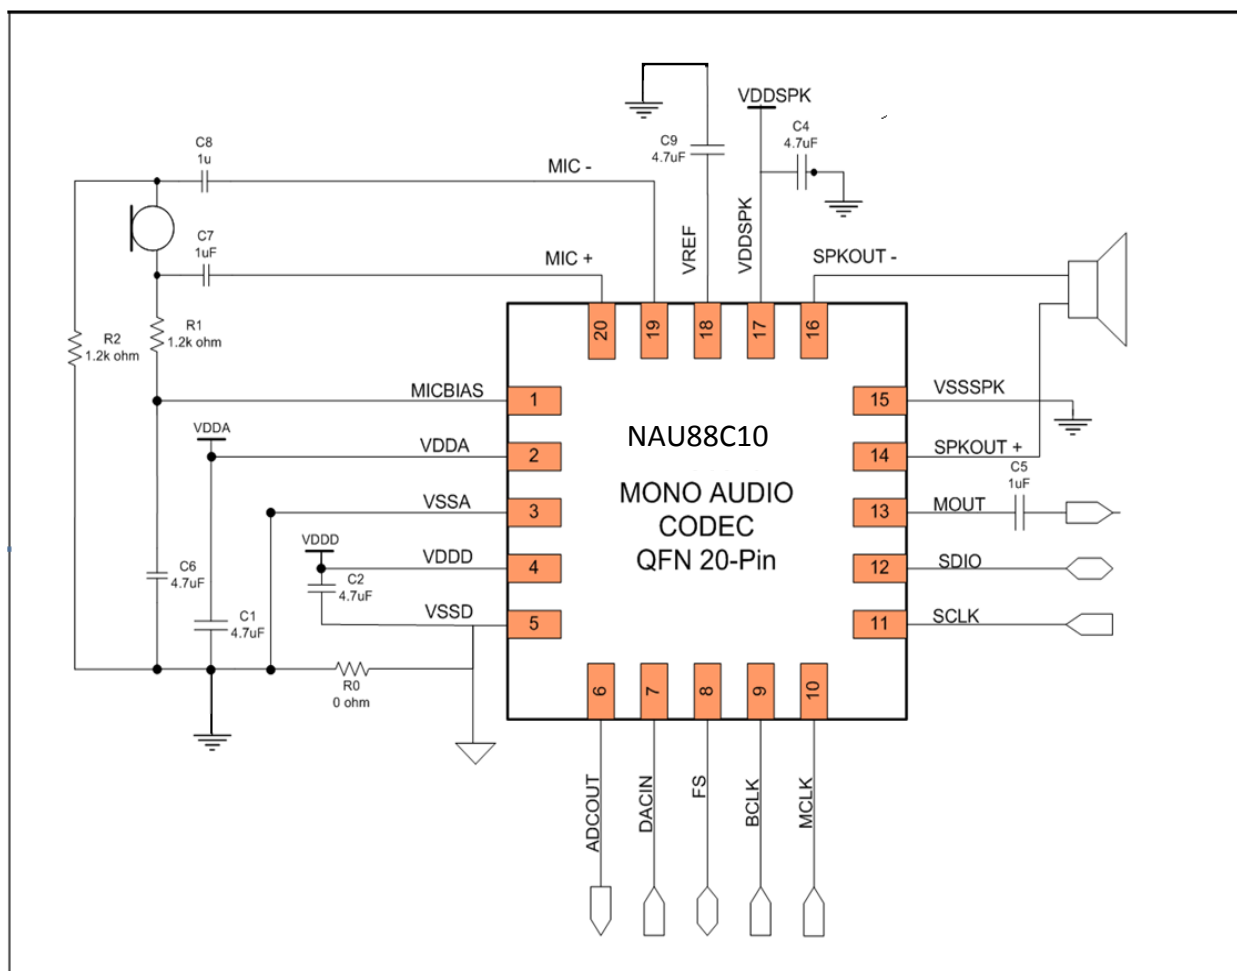 VDDSPK
C4
4.7uF
C9
4.7uF
C8
1u
MIC -
VREF
VDDSPK
C7
1uF
MIC +
SPKOUT -
20
19
18
17
16
R2
1.2k ohm
R1
1.2k ohm
MICBIAS
1
15
VSSSPK
VDDA
VDDA
2
14
SPKOUT +
NAU88C10
MONO AUDIO
CODEC
QFN 20-Pin
C5
1uF
VSSA
3
13
MOUT
VDDD
VDDD
4
12
SDIO
C6
4.7uF
C2
4.7uF
C1
4.7uF
VSSD
5
11
SCLK
R0
0 ohm
6
7
8
9
10
ADCOUT
DACIN
FS
BCLK
MCLK